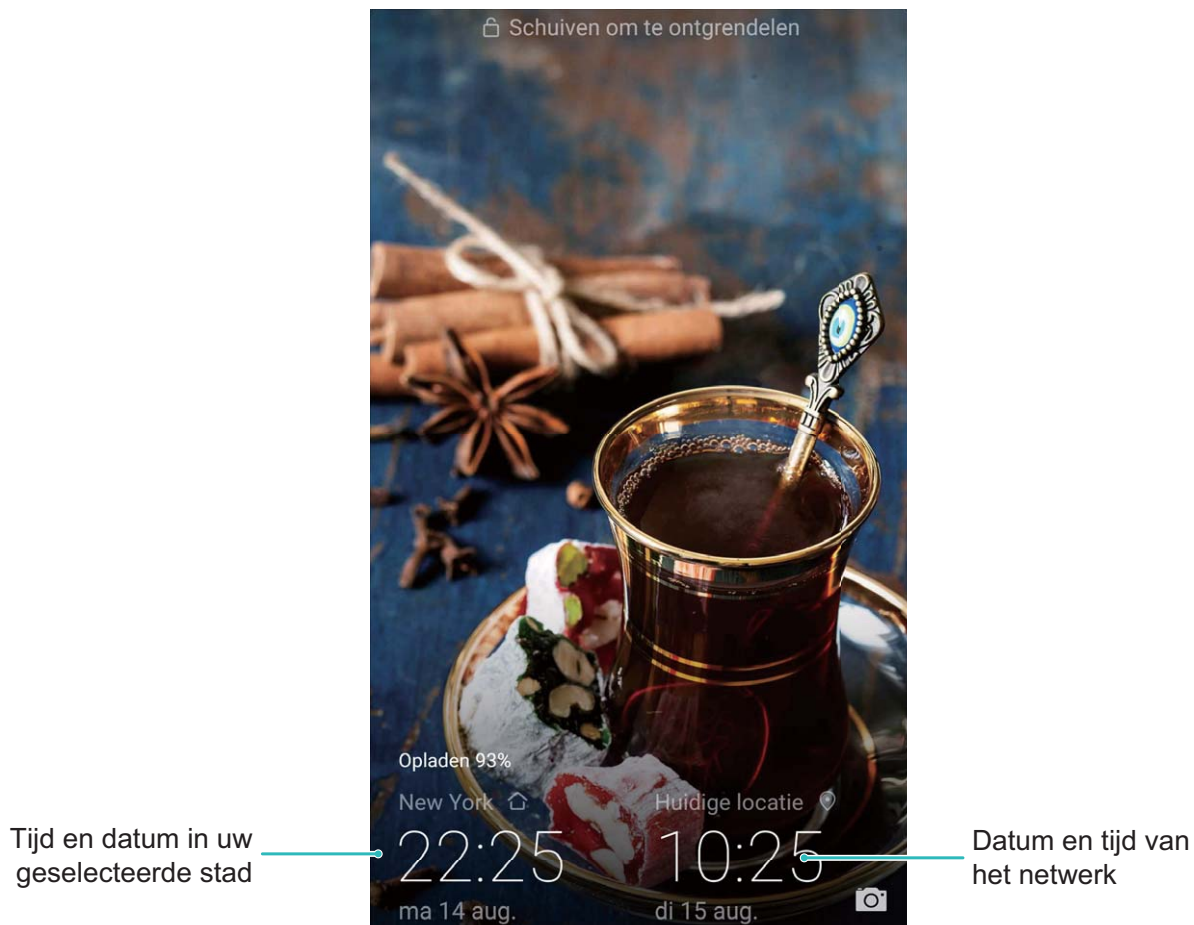 Schuiven om te ontgrendelen
Opladen 93%
New York
Huidige locatie
22:25
10:25
ma 14 aug.
di 15 aug.
Tijd en datum in uw
geselecteerde stad
Datum en tijd van
het netwerk